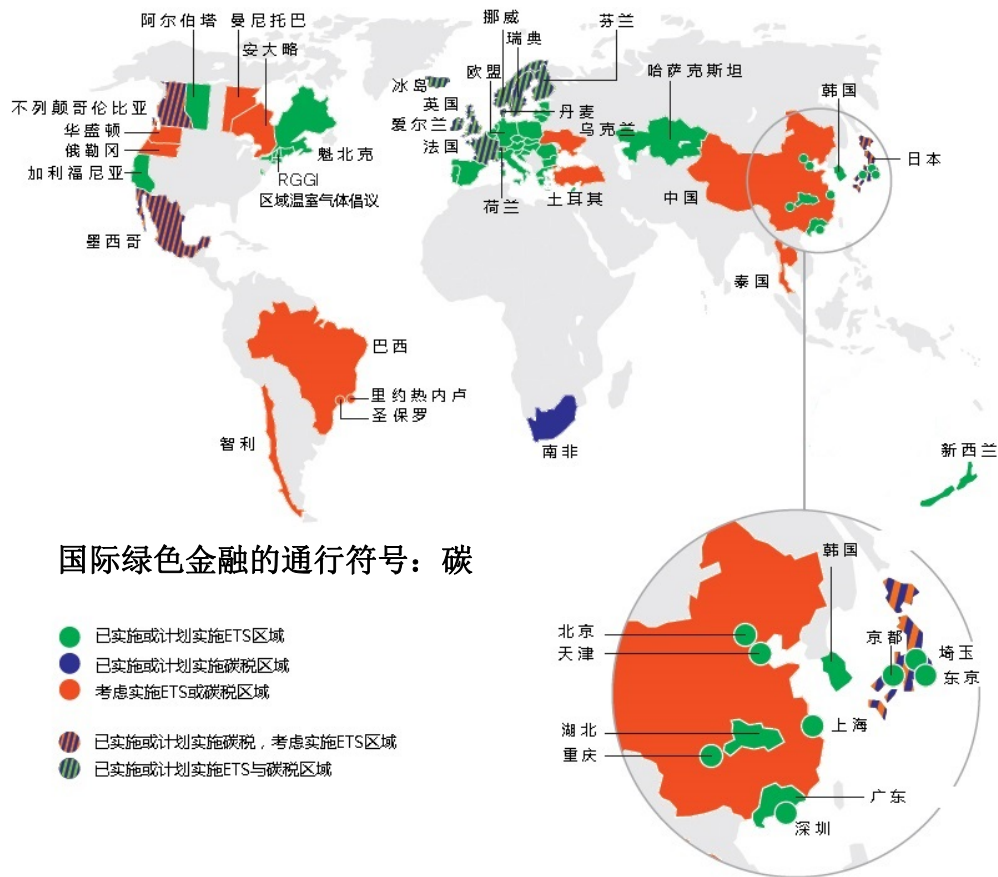 阿尔伯塔
曼尼托巴
安大略
挪威
瑞典
芬兰
冰岛
欧盟
哈萨克斯坦
韩国
不列颠哥伦比亚
英国
丹麦
乌克兰
华盛顿
爱尔兰
俄勒冈
法国
魁北克
日本
加利福尼亚
RGGI
区域温室气体倡议
荷兰
土耳其
中国
墨西哥
泰国
巴西
里约热内卢
圣保罗
智利
南非
新西兰
国际绿色金融的通行符号：碳
已实施或计划实施ETS区域
已实施或计划实施碳税区域
考虑实施ETS或碳税区域
已实施或计划实施碳税，考虑实施ETS区域
已实施或计划实施ETS与碳税区域
韩国
北京
天津
京都
埼玉
东京
上海
湖北
重庆
广东
深圳